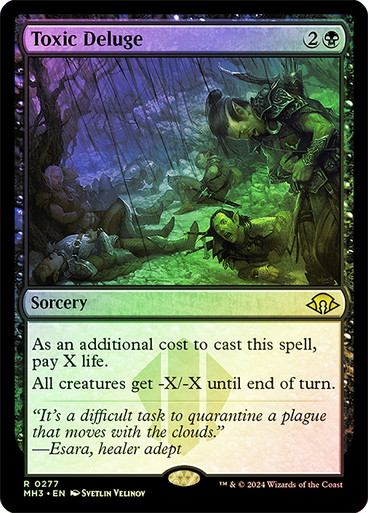 Toxic Deluge 2
Sorcery
As an additional cost to cast this spell,
pay X life.
All creatures get -X/-X until end of turn.
“It’s a difficult task to quarantine a plague
that moves with the clouds.”
—Esara, healer adept
R 0277
MH3 • EN Svetlin Velinov
™ & © 2024 Wizards of the Coast